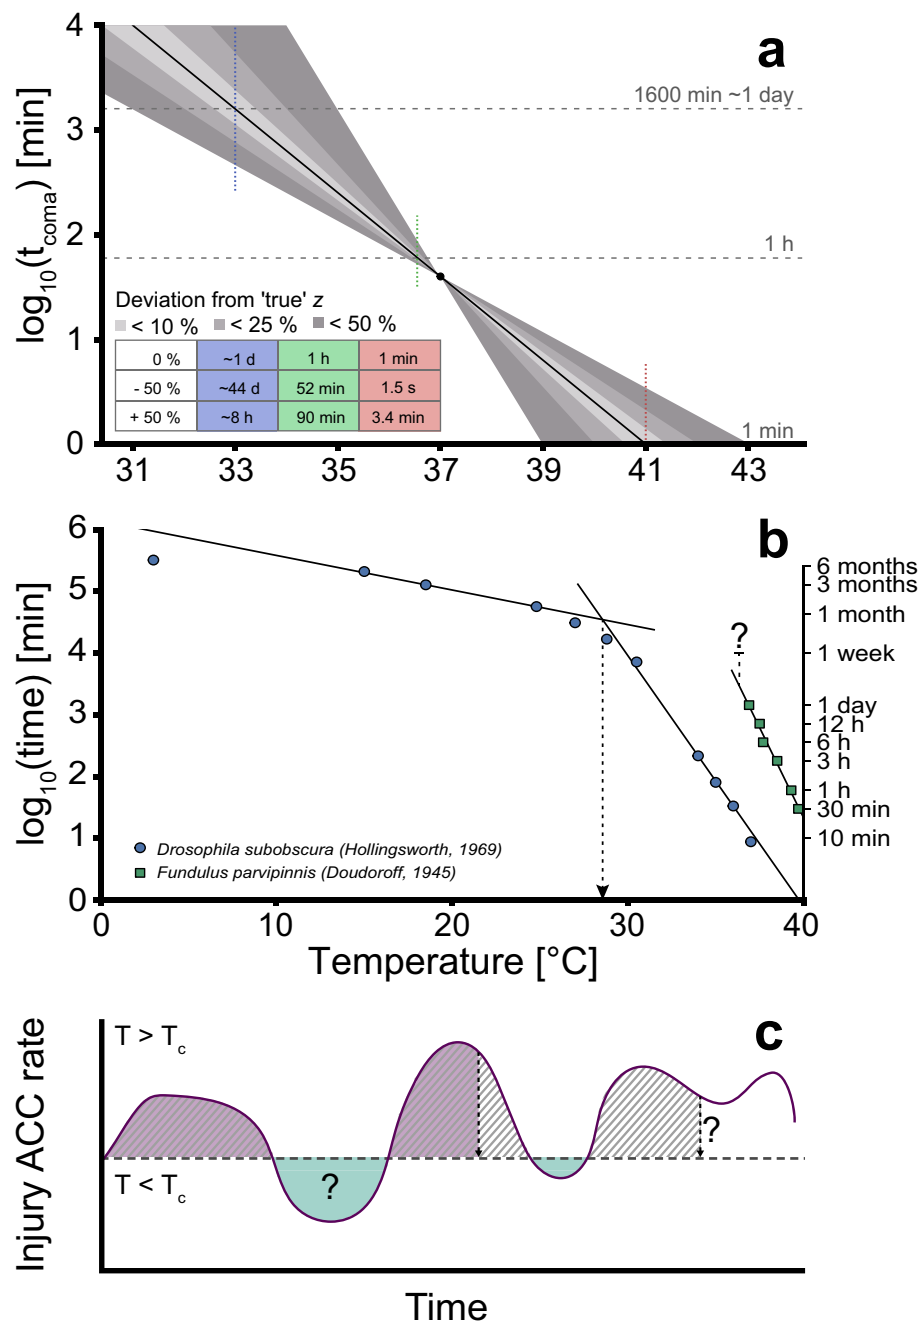 a
log₁₀(t_coma) [min]
4
3
2
1
0
1600 min ~1 day
1 h
1 min
Deviation from 'true' z
< 10 % < 25 % < 50 %
0 % ~1 d 1 h 1 min
- 50 % ~44 d 52 min 1.5 s
+ 50 % ~8 h 90 min 3.4 min
31 33 35 37 39 41 43
b
log₁₀(time) [min]
6
5
4
3
2
1
0
6 months
3 months
1 month
1 week
1 day
12 h
6 h
3 h
1 h
30 min
10 min
?
Drosophila subobscura (Hollingsworth, 1969)
Fundulus parvipinnis (Doudoroff, 1945)
0 10 20 30 40
Temperature [°C]
c
Injury ACC rate
T > T_c
T < T_c
?
?
Time